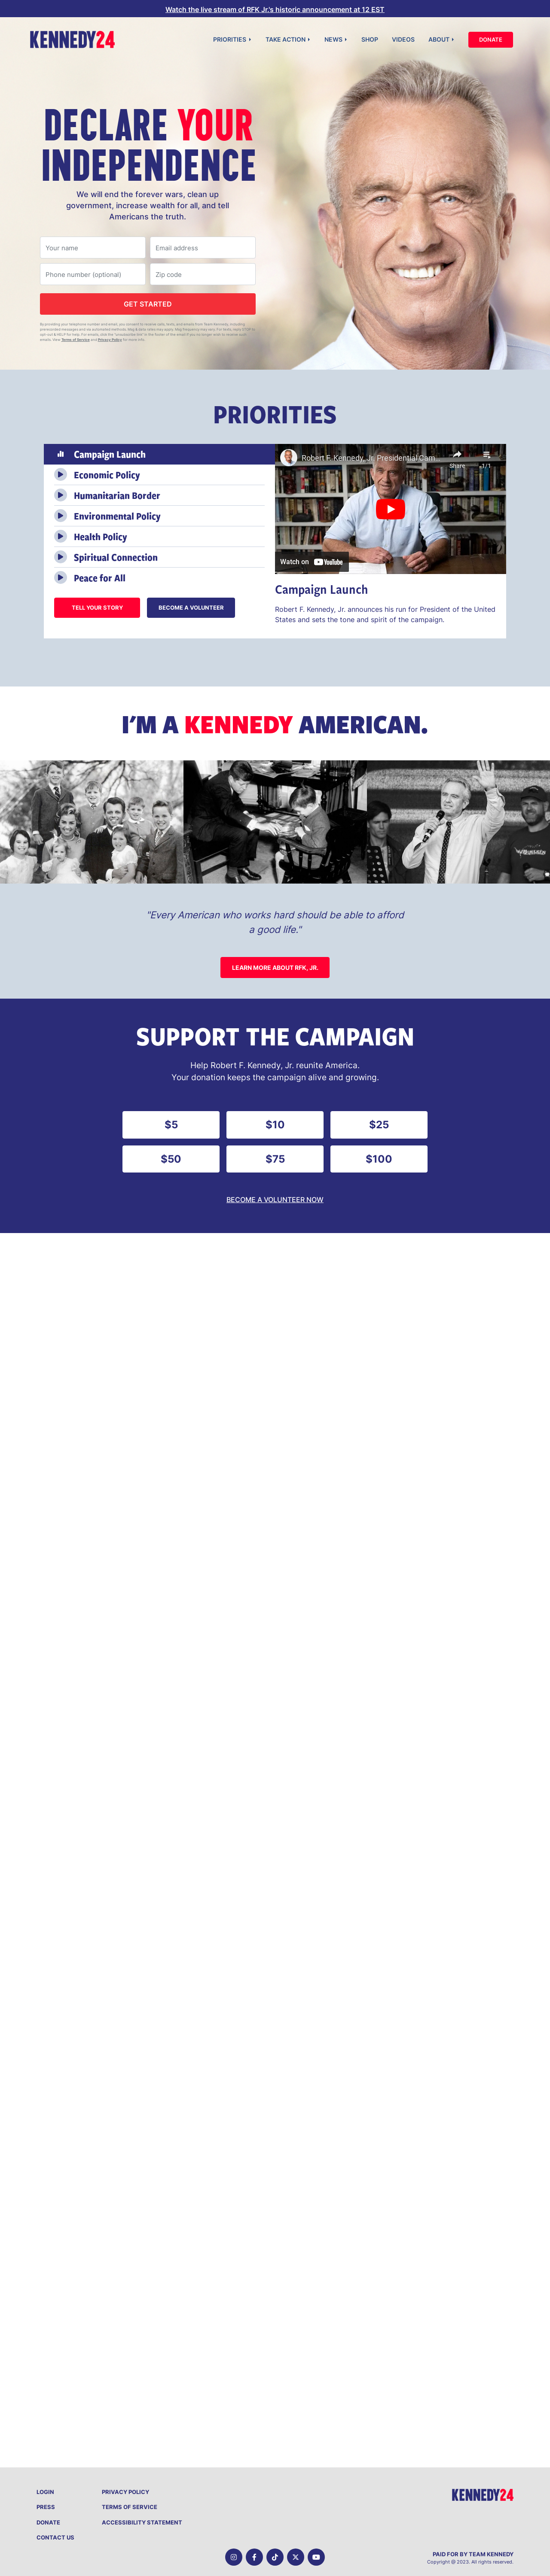 Watch the live stream of RFK Jr.'s historic announcement at 12 EST
KENNEDY24
PRIORITIES
TAKE ACTION
NEWS
SHOP
VIDEOS
ABOUT
DONATE
DECLARE YOUR
INDEPENDENCE
We will end the forever wars, clean up
government, increase wealth for all, and tell
Americans the truth.
Your name
Email address
Phone number (optional)
Zip code
GET STARTED
Terms of Service and Privacy Policy for more info.
PRIORITIES
Campaign Launch
Economic Policy
Humanitarian Border
Environmental Policy
Health Policy
Spiritual Connection
Peace for All
TELL YOUR STORY
BECOME A VOLUNTEER
Robert F. Kennedy, Jr. Presidential Cam
Share
1/1
Watch on YouTube
Campaign Launch
Robert F. Kennedy, Jr. announces his run for President of the United
States and sets the tone and spirit of the campaign.
I'M A KENNEDY AMERICAN.
"Every American who works hard should be able to afford
a good life."
LEARN MORE ABOUT RFK, JR.
SUPPORT THE CAMPAIGN
Help Robert F. Kennedy, Jr. reunite America.
Your donation keeps the campaign alive and growing.
$5
$10
$25
$50
$75
$100
BECOME A VOLUNTEER NOW
LOGIN
PRESS
DONATE
CONTACT US
PRIVACY POLICY
TERMS OF SERVICE
ACCESSIBILITY STATEMENT
KENNEDY24
PAID FOR BY TEAM KENNEDY
Copyright @ 2023. All rights reserved.